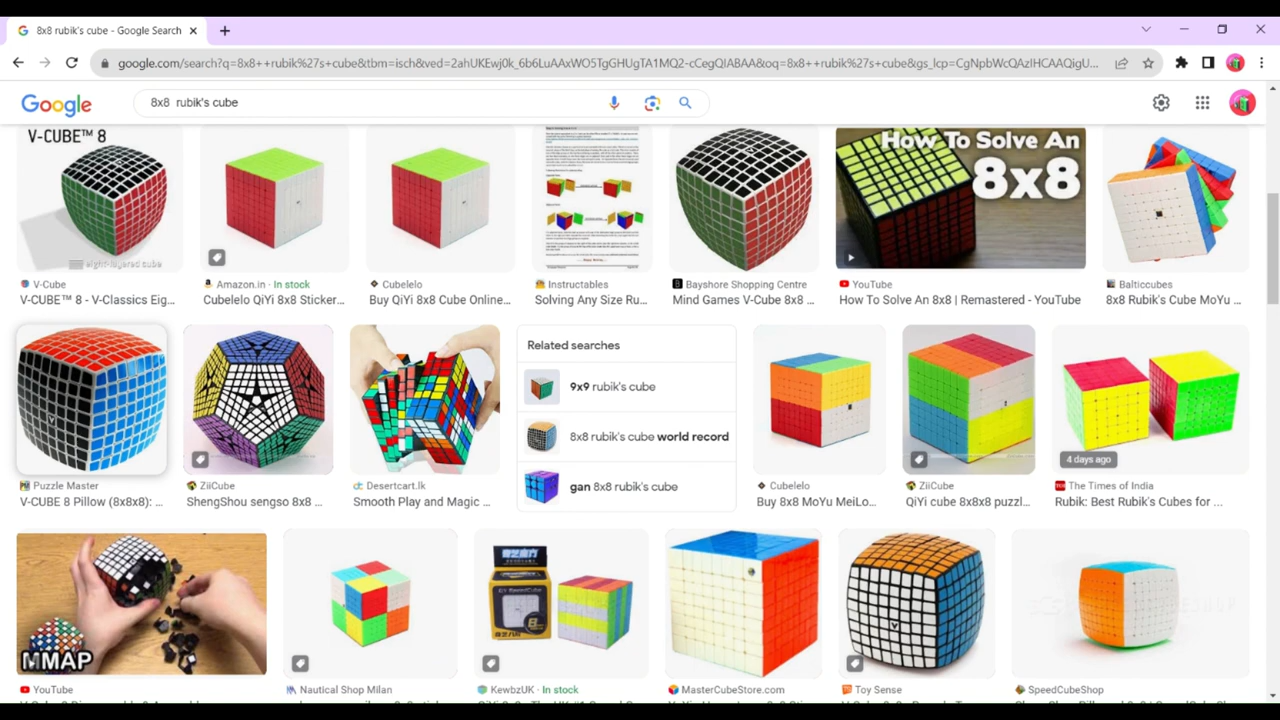 8x8 rubik's cube - Google Search
google.com/search?q=8x8++rubik%27s+cube&tbm=isch&ved=2ahUKEwj0k_6b6LuAAxWO5TgGHUgTA1MQ2-cCegQIABAA&oq=8x8++rubik%27s+cube&gs_lcp=CgNpbWcQAzIHCAAQigU...
Google
8x8 rubik's cube
V-CUBE™ 8
eight-layered cube
How To Solve An
8x8
V-Cube
Amazon.in · In stock
Cubelelo
Instructables
Bayshore Shopping Centre
YouTube
Balticcubes
V-CUBE™ 8 - V-Classics Eig...
Cubelelo QiYi 8x8 Sticker...
Buy QiYi 8x8 Cube Online...
Solving Any Size Ru...
Mind Games V-Cube 8x8 ...
How To Solve An 8x8 | Remastered - YouTube
8x8 Rubik's Cube MoYu ...
Related searches
9x9 rubik's cube
8x8 rubik's cube world record
gan 8x8 rubik's cube
4 days ago
Puzzle Master
ZiiCube
Desertcart.lk
Cubelelo
ZiiCube
The Times of India
V-CUBE 8 Pillow (8x8x8): ...
ShengShou sengso 8x8 ...
Smooth Play and Magic ...
Buy 8x8 MoYu MeiLo...
QiYi cube 8x8x8 puzzl...
Rubik: Best Rubik's Cubes for ...
MMAP
YouTube
Nautical Shop Milan
KewbzUK · In stock
MasterCubeStore.com
Toy Sense
SpeedCubeShop